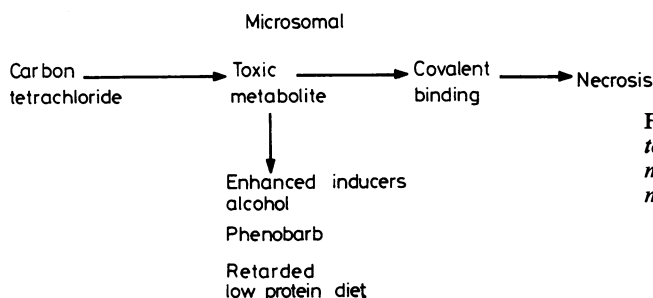 Microsomal
Carbon tetrachloride
Toxic metabolite
Covalent binding
Necrosis
Enhanced inducers
alcohol
Phenobarb
Retarded
low protein diet